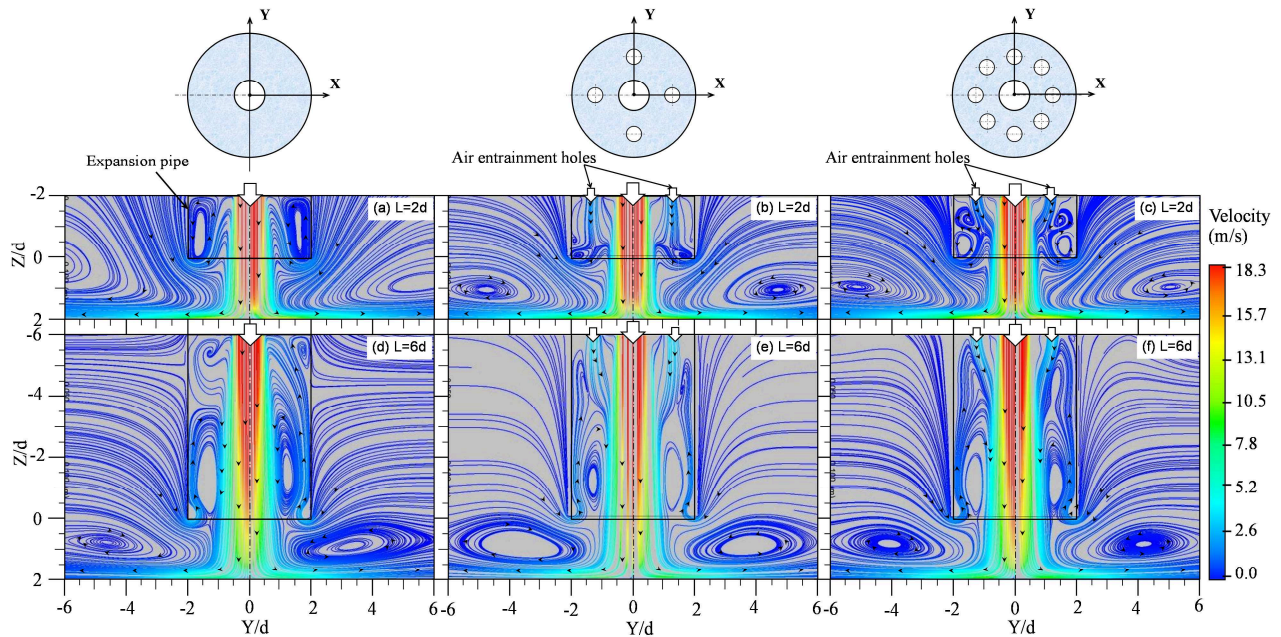 Y
X
Y
X
Y
X
Expansion pipe
Air entrainment holes
Air entrainment holes
-2
0
2
Z/d
(a) L=2d
(b) L=2d
(c) L=2d
-6
-4
-2
0
2
Z/d
(d) L=6d
(e) L=6d
(f) L=6d
-6 -4 -2 0 2 4 6
Y/d
-6 -4 -2 0 2 4 6
Y/d
-6 -4 -2 0 2 4 6
Y/d
Velocity
(m/s)
18.3
15.7
13.1
10.5
7.8
5.2
2.6
0.0